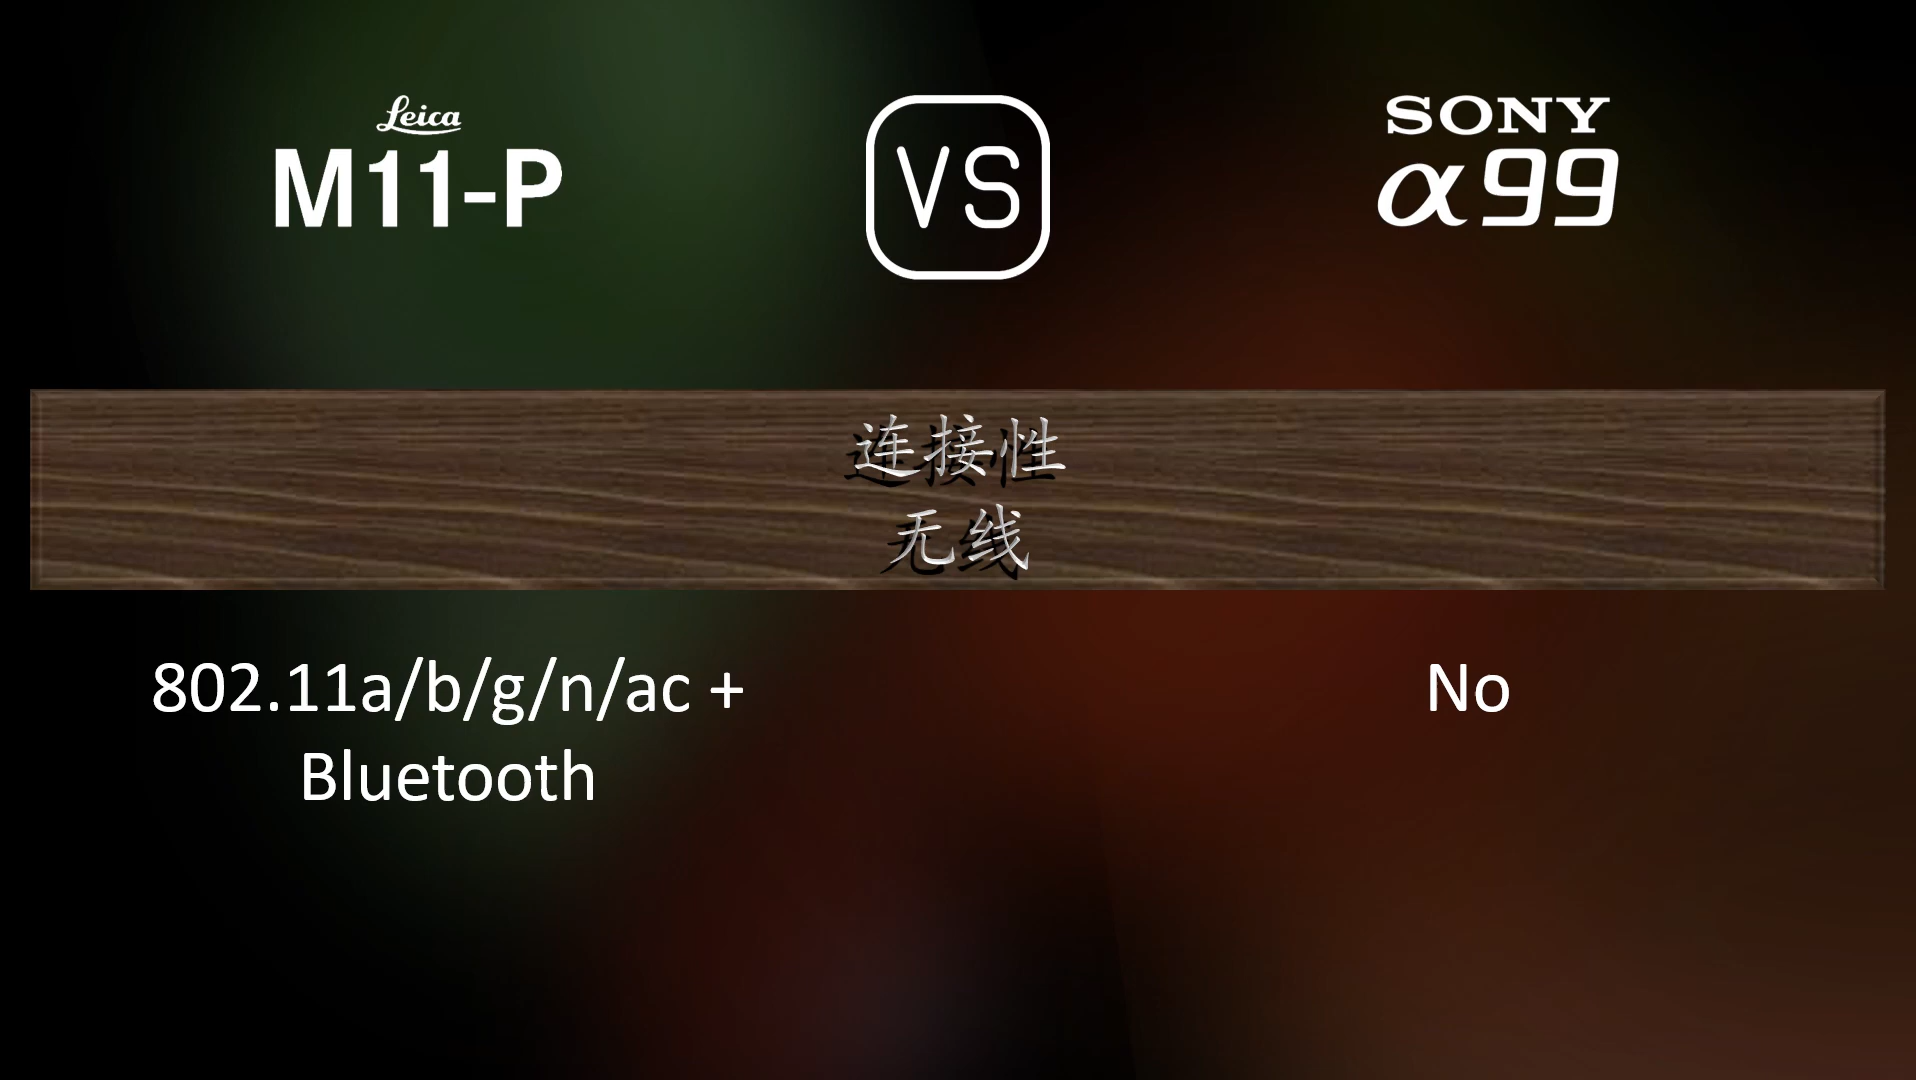 Leica
M11-P
VS
SONY
α99
连接性
无线
802.11a/b/g/n/ac +
Bluetooth
No